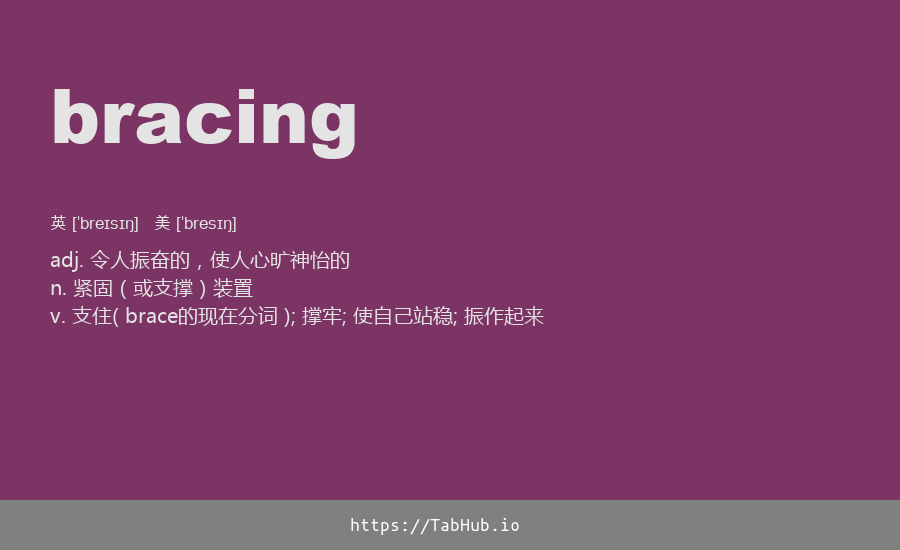 bracing
英 [ˈbreɪsɪŋ] 美 [ˈbresɪŋ]
adj. 令人振奋的，使人心旷神怡的
n. 紧固（或支撑）装置
v. 支住( brace的现在分词 ); 撑牢; 使自己站稳; 振作起来
https://TabHub.io